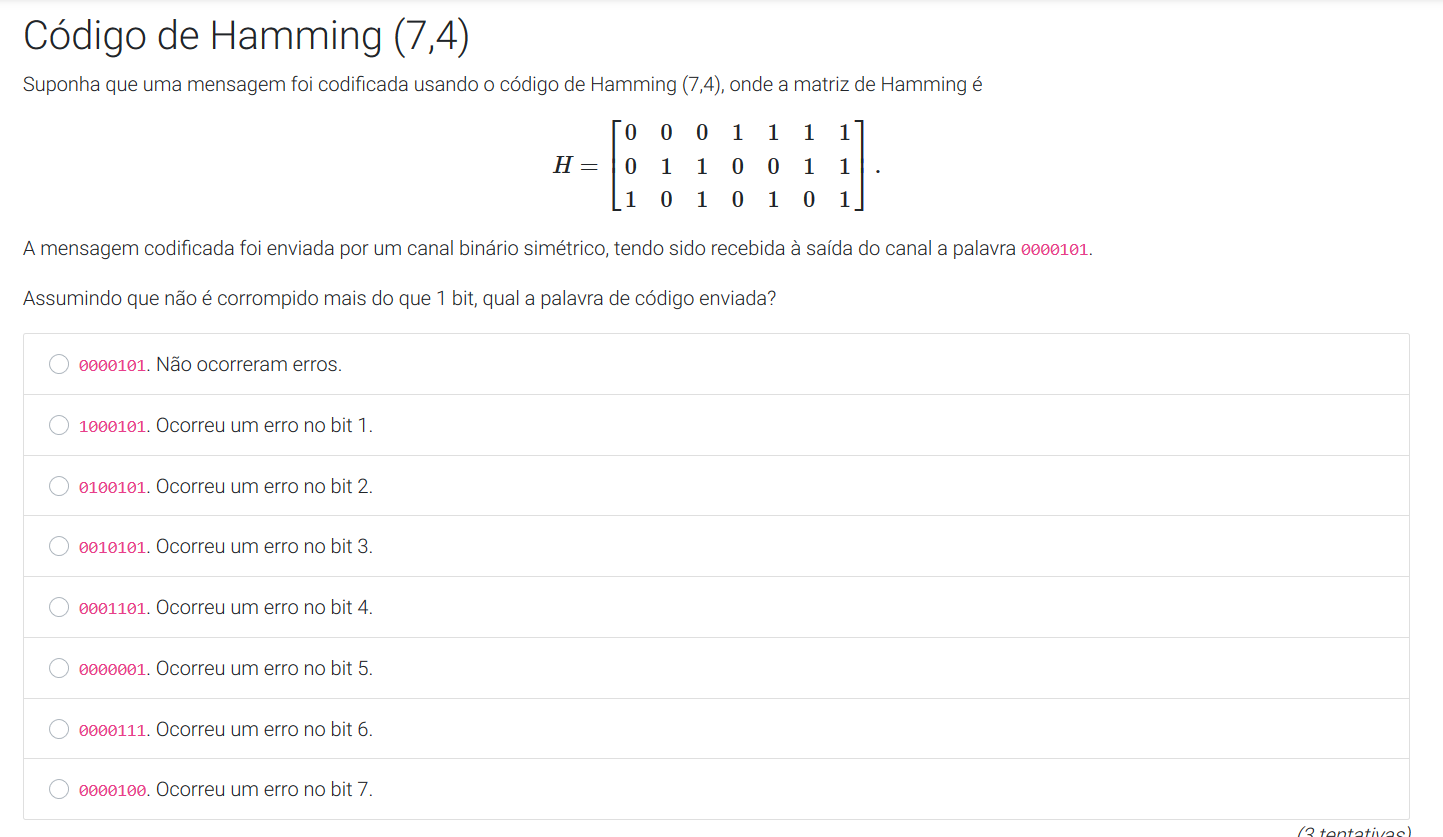 Código de Hamming (7,4)
Suponha que uma mensagem foi codificada usando o código de Hamming (7,4), onde a matriz de Hamming é
H = [0 0 0 1 1 1 1
0 1 1 0 0 1 1
1 0 1 0 1 0 1].
A mensagem codificada foi enviada por um canal binário simétrico, tendo sido recebida à saída do canal a palavra 0000101.
Assumindo que não é corrompido mais do que 1 bit, qual a palavra de código enviada?
0000101. Não ocorreram erros.
1000101. Ocorreu um erro no bit 1.
0100101. Ocorreu um erro no bit 2.
0010101. Ocorreu um erro no bit 3.
0001101. Ocorreu um erro no bit 4.
0000001. Ocorreu um erro no bit 5.
0000111. Ocorreu um erro no bit 6.
0000100. Ocorreu um erro no bit 7.
(3 tentativas)